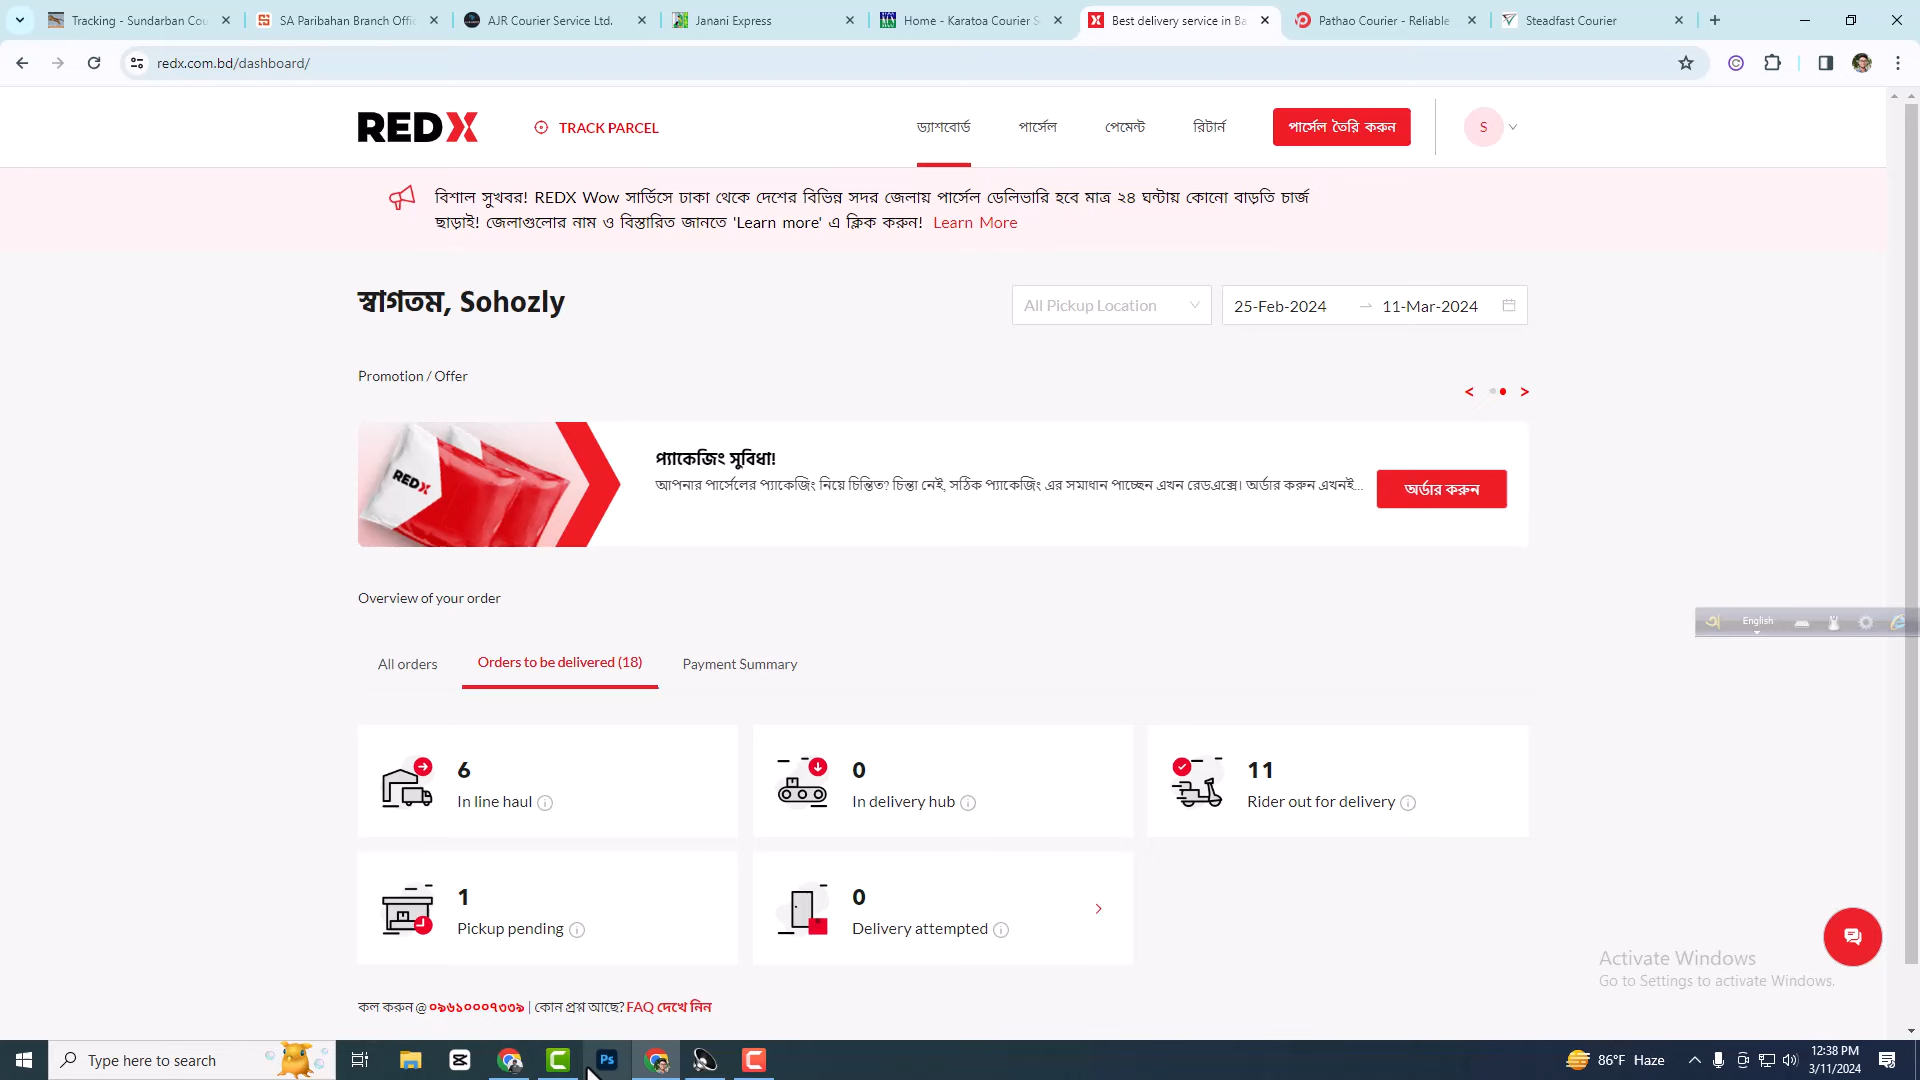 Tracking - Sundarban Cou
SA Paribahan Branch Offic
AJR Courier Service Ltd.
Janani Express
Home - Karatoa Courier S
Best delivery service in Ba
Pathao Courier - Reliable
Steadfast Courier
redx.com.bd/dashboard/
REDX
TRACK PARCEL
ড্যাশবোর্ড
পার্সেল
পেমেন্ট
রিটার্ন
পার্সেল তৈরি করুন
S
বিশাল সুখবর! REDX Wow সার্ভিসে ঢাকা থেকে দেশের বিভিন্ন সদর জেলায় পার্সেল ডেলিভারি হবে মাত্র ২৪ ঘন্টায় কোনো বাড়তি চার্জ
ছাড়াই! জেলাগুলোর নাম ও বিস্তারিত জানতে 'Learn more' এ ক্লিক করুন! Learn More
স্বাগতম, Sohozly
All Pickup Location
25-Feb-2024
11-Mar-2024
Promotion / Offer
REDX
প্যাকেজিং সুবিধা!
আপনার পার্সেলের প্যাকেজিং নিয়ে চিন্তিত? চিন্তা নেই, সঠিক প্যাকেজিং এর সমাধান পাচ্ছেন এখন রেডএক্সে। অর্ডার করুন এখনই...
অর্ডার করুন
Overview of your order
English
All orders
Orders to be delivered (18)
Payment Summary
6
In line haul
0
In delivery hub
11
Rider out for delivery
1
Pickup pending
0
Delivery attempted
Activate Windows
Go to Settings to activate Windows.
কল করুন @ ০৯৬১০০০৭৩৩৯ | কোন প্রশ্ন আছে? FAQ দেখে নিন
Type here to search
Ps
86°F Haze
12:38 PM
3/11/2024